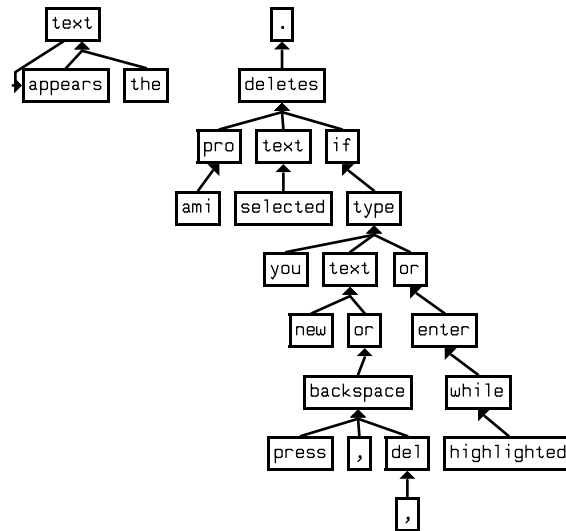 text .
appears the deletes
pro text if
ami selected type
you text or
new or enter
backspace while
press , del highlighted
,